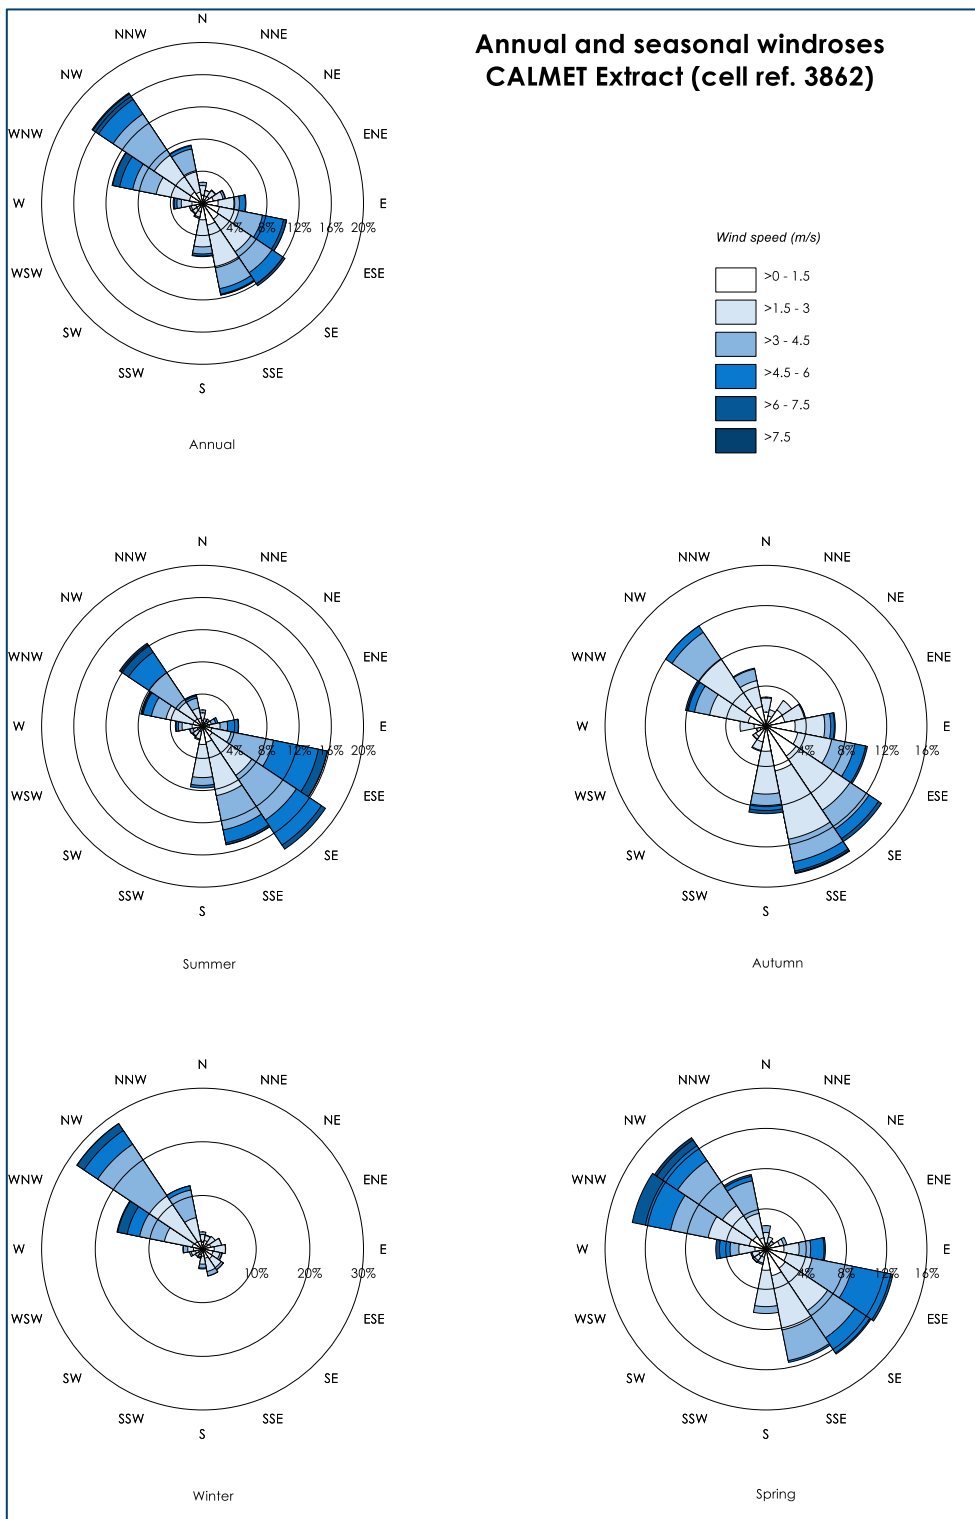 Annual and seasonal windroses
CALMET Extract (cell ref. 3862)
N
NNW
NNE
NW
NE
WNW
ENE
W
E
4% 8% 12% 16% 20%
WSW
ESE
SW
SE
SSW
SSE
S
Annual
Wind speed (m/s)
>0 - 1.5
>1.5 - 3
>3 - 4.5
>4.5 - 6
>6 - 7.5
>7.5
N
NNW
NNE
NW
NE
WNW
ENE
W
E
4% 8% 12% 16% 20%
WSW
ESE
SW
SE
SSW
SSE
S
Summer
N
NNW
NNE
NW
NE
WNW
ENE
W
E
4% 8% 12% 16%
WSW
ESE
SW
SE
SSW
SSE
S
Autumn
N
NNW
NNE
NW
NE
WNW
ENE
W
E
10% 20% 30%
WSW
ESE
SW
SE
SSW
SSE
S
Winter
N
NNW
NNE
NW
NE
WNW
ENE
W
E
4% 8% 12% 16%
WSW
ESE
SW
SE
SSW
SSE
S
Spring